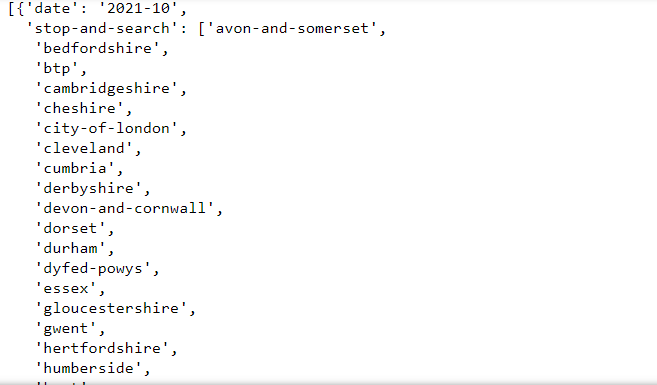 [{'date': '2021-10',
'stop-and-search': ['avon-and-somerset',
'bedfordshire',
'btp',
'cambridgeshire',
'cheshire',
'city-of-london',
'cleveland',
'cumbria',
'derbyshire',
'devon-and-cornwall',
'dorset',
'durham',
'dyfed-powys',
'essex',
'gloucestershire',
'gwent',
'hertfordshire',
'humberside',